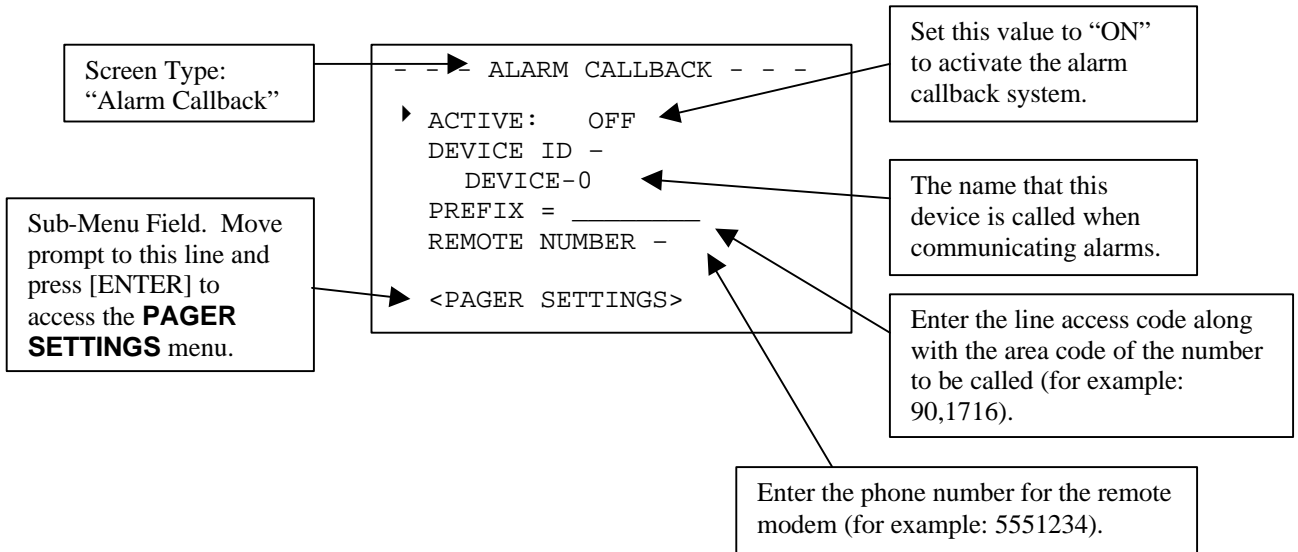 Screen Type:
“Alarm Callback”
Sub-Menu Field. Move
prompt to this line and
press [ENTER] to
access the PAGER
SETTINGS menu.
- - - ALARM CALLBACK - - -
ACTIVE: OFF
DEVICE ID –
DEVICE-0
PREFIX = _________
REMOTE NUMBER –
<PAGER SETTINGS>
Set this value to “ON”
to activate the alarm
callback system.
The name that this
device is called when
communicating alarms.
Enter the line access code along
with the area code of the number
to be called (for example:
90,1716).
Enter the phone number for the remote
modem (for example: 5551234).